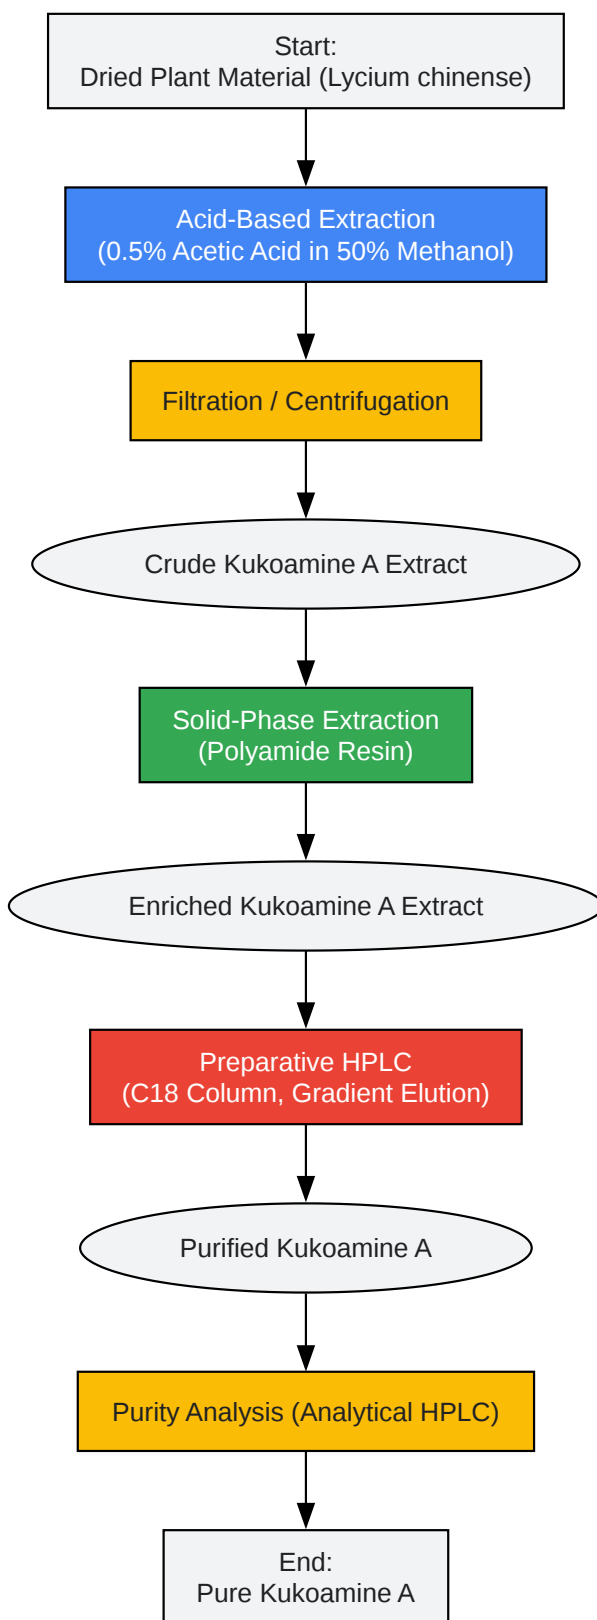 Start:
Dried Plant Material (Lycium chinense)
Acid-Based Extraction
(0.5% Acetic Acid in 50% Methanol)
Filtration / Centrifugation
Crude Kukoamine A Extract
Solid-Phase Extraction
(Polyamide Resin)
Enriched Kukoamine A Extract
Preparative HPLC
(C18 Column, Gradient Elution)
Purified Kukoamine A
Purity Analysis (Analytical HPLC)
End:
Pure Kukoamine A